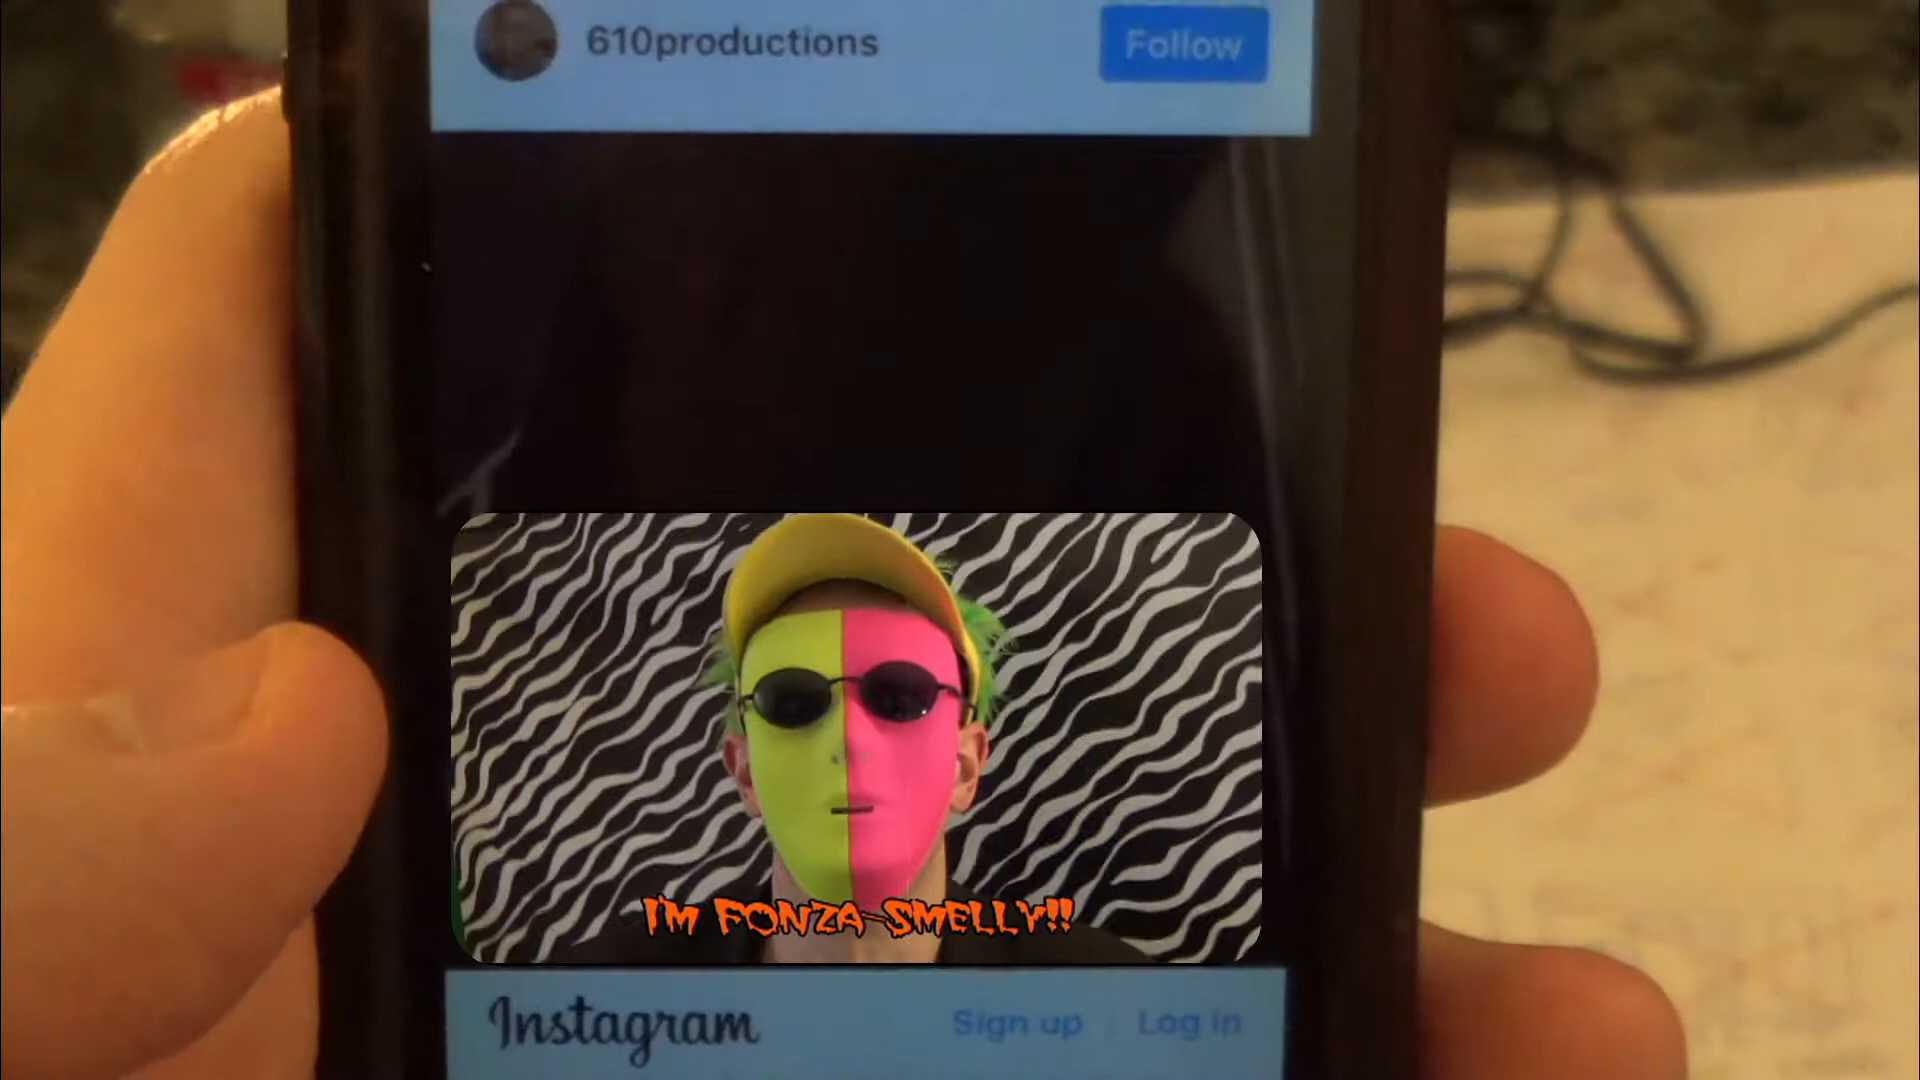 610productions
Follow
I'M FONZA-SMELLY!!
Instagram
Sign up
Log in